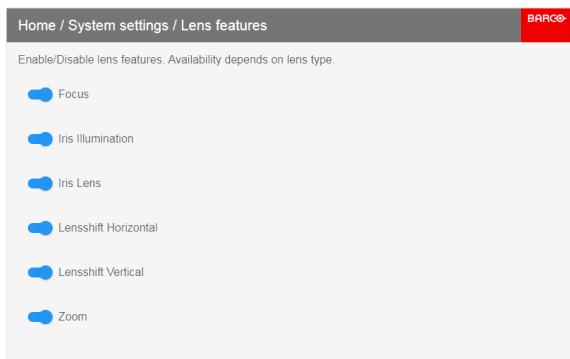 Home / System settings / Lens features
BARCO
Enable/Disable lens features. Availability depends on lens type.
Focus
Iris Illumination
Iris Lens
Lensshift Horizontal
Lensshift Vertical
Zoom